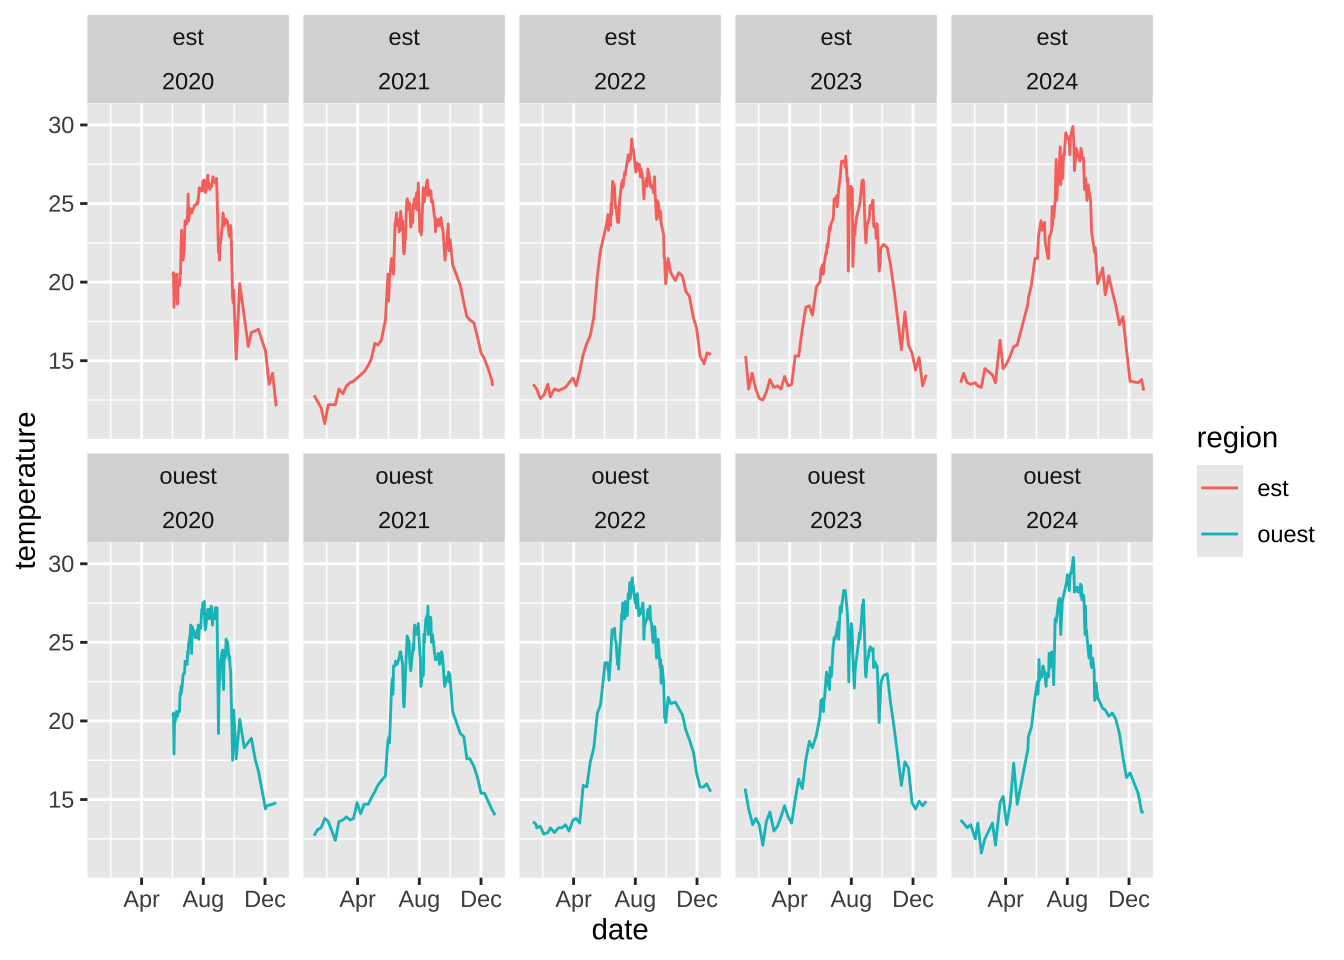 est est est est est
2020 2021 2022 2023 2024
30
25
20
15
ouest ouest ouest ouest ouest
2020 2021 2022 2023 2024
30
25
20
15
Apr Aug Dec Apr Aug Dec Apr Aug Dec Apr Aug Dec Apr Aug Dec
date
temperature
region
est
ouest